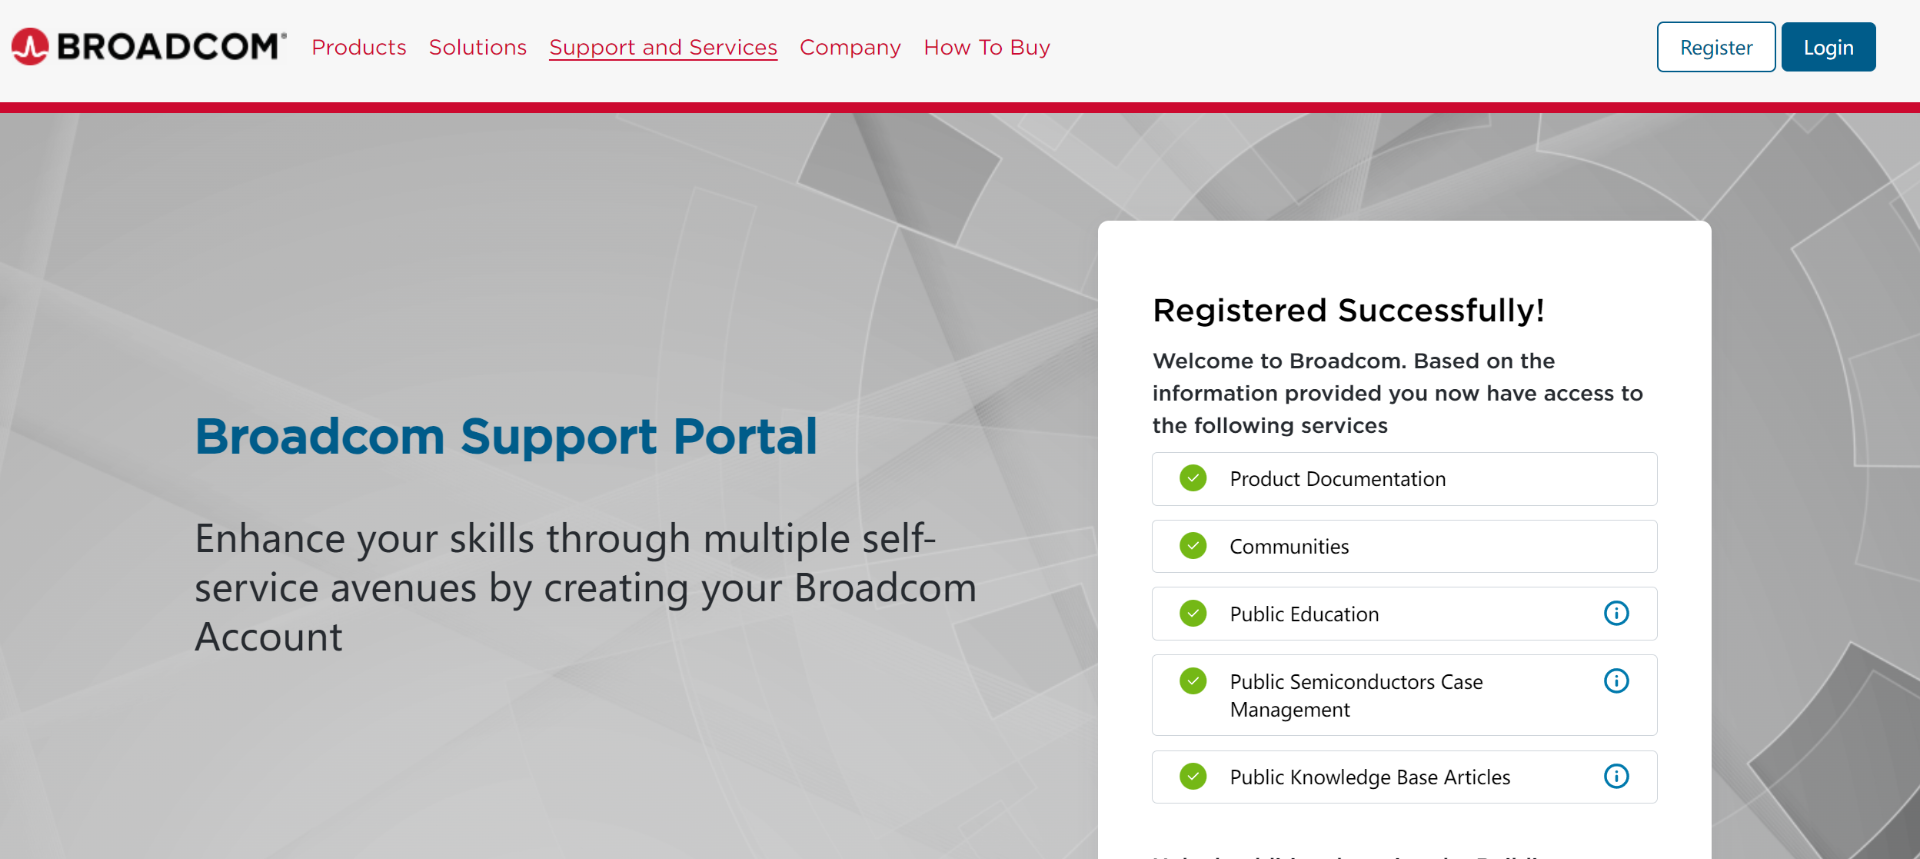 BROADCOM®
Products Solutions Support and Services Company How To Buy
Register Login
Broadcom Support Portal
Enhance your skills through multiple self-
service avenues by creating your Broadcom
Account
Registered Successfully!
Welcome to Broadcom. Based on the
information provided you now have access to
the following services
Product Documentation
Communities
Public Education
Public Semiconductors Case
Management
Public Knowledge Base Articles